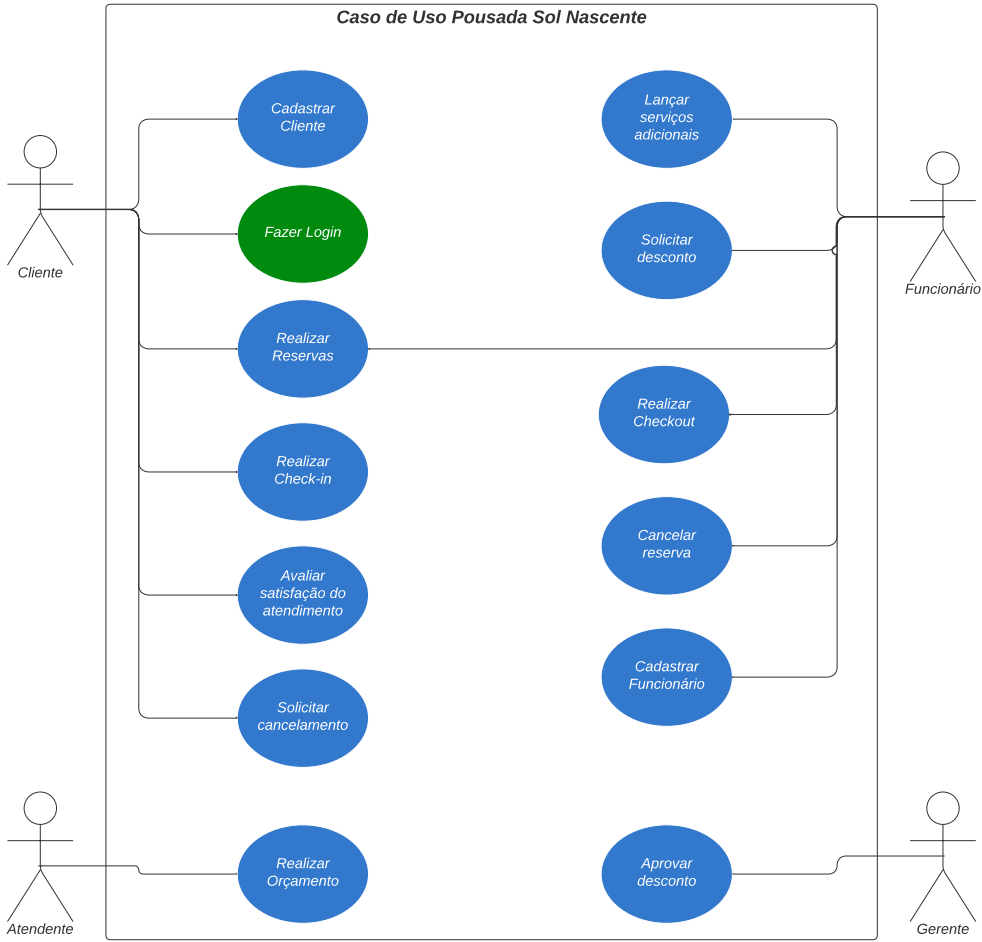 Caso de Uso Pousada Sol Nascente
Cadastrar
Cliente
Lançar
serviços
adicionais
Fazer Login
Solicitar
desconto
Cliente
Funcionário
Realizar
Reservas
Realizar
Checkout
Realizar
Check-in
Cancelar
reserva
Avaliar
satisfação do
atendimento
Cadastrar
Funcionário
Solicitar
cancelamento
Realizar
Orçamento
Aprovar
desconto
Atendente
Gerente